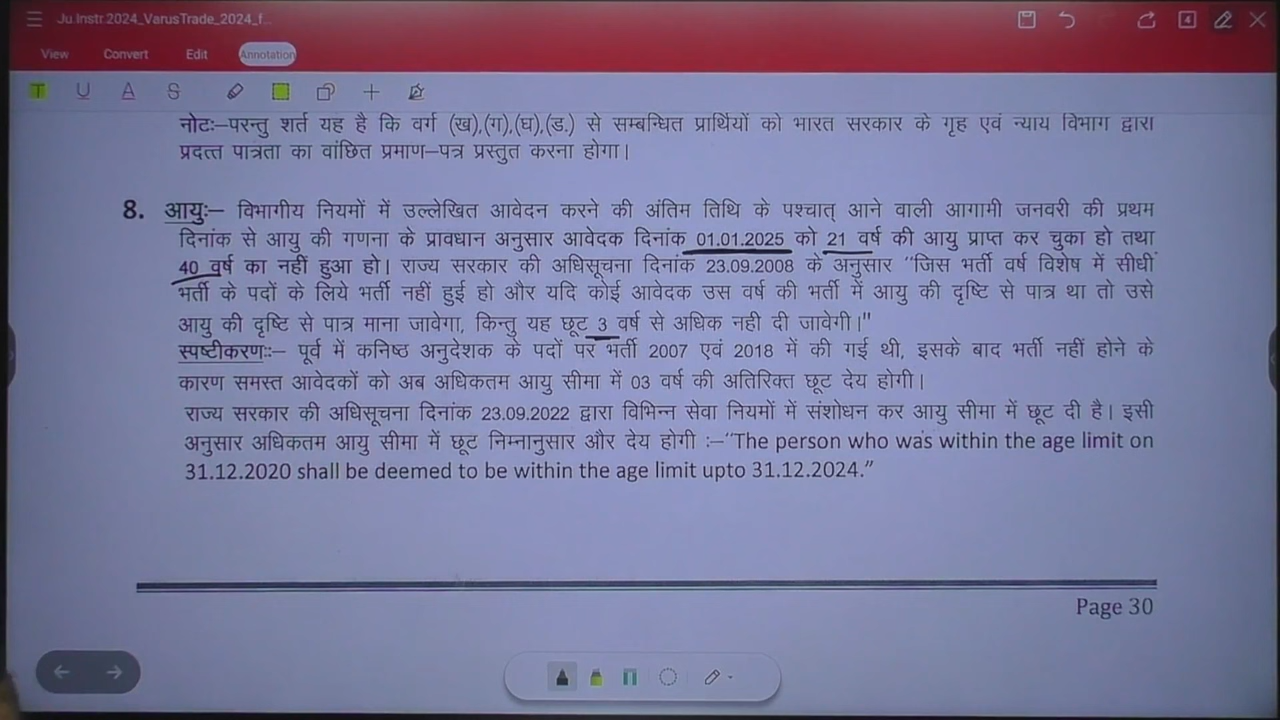 Ju.Instr.2024_VarusTrade_2024_f...
4
View Convert Edit Annotation
T U A S
नोटः–परन्तु शर्त यह है कि वर्ग (ख),(ग),(घ),(ड.) से सम्बन्धित प्रार्थियों को भारत सरकार के गृह एवं न्याय विभाग द्वारा
प्रदत्त पात्रता का वांछित प्रमाण–पत्र प्रस्तुत करना होगा।
8. आयुः– विभागीय नियमों में उल्लेखित आवेदन करने की अंतिम तिथि के पश्चात् आने वाली आगामी जनवरी की प्रथम
दिनांक से आयु की गणना के प्रावधान अनुसार आवेदक दिनांक 01.01.2025 को 21 वर्ष की आयु प्राप्त कर चुका हो तथा
40 वर्ष का नहीं हुआ हो। राज्य सरकार की अधिसूचना दिनांक 23.09.2008 के अनुसार "जिस भर्ती वर्ष विशेष में सीधी
भर्ती के पदों के लिये भर्ती नहीं हुई हो और यदि कोई आवेदक उस वर्ष की भर्ती में आयु की दृष्टि से पात्र था तो उसे
आयु की दृष्टि से पात्र माना जावेगा, किन्तु यह छूट 3 वर्ष से अधिक नही दी जावेगी।"
स्पष्टीकरणः– पूर्व में कनिष्ठ अनुदेशक के पदों पर भर्ती 2007 एवं 2018 में की गई थी, इसके बाद भर्ती नहीं होने के
कारण समस्त आवेदकों को अब अधिकतम आयु सीमा में 03 वर्ष की अतिरिक्त छूट देय होगी।
राज्य सरकार की अधिसूचना दिनांक 23.09.2022 द्वारा विभिन्न सेवा नियमों में संशोधन कर आयु सीमा में छूट दी है। इसी
अनुसार अधिकतम आयु सीमा में छूट निम्नानुसार और देय होगी :–"The person who was within the age limit on
31.12.2020 shall be deemed to be within the age limit upto 31.12.2024."
Page 30